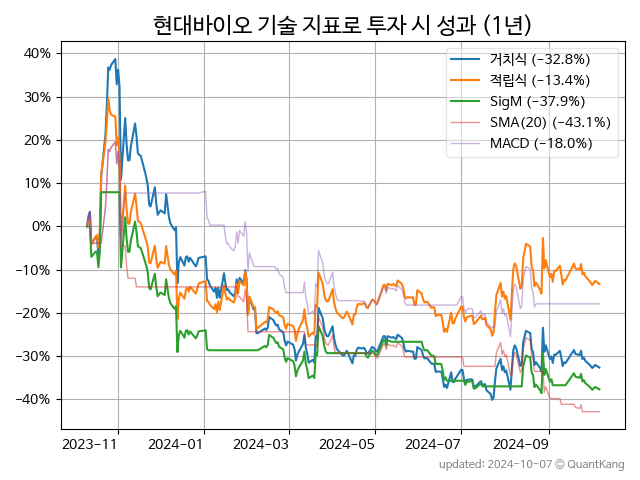 현대바이오 기술 지표로 투자 시 성과 (1년)
40%
30%
20%
10%
0%
−10%
−20%
−30%
−40%
거치식 (−32.8%)
적립식 (−13.4%)
SigM (−37.9%)
SMA(20) (−43.1%)
MACD (−18.0%)
2023-11
2024-01
2024-03
2024-05
2024-07
2024-09
updated: 2024-10-07 © QuantKang